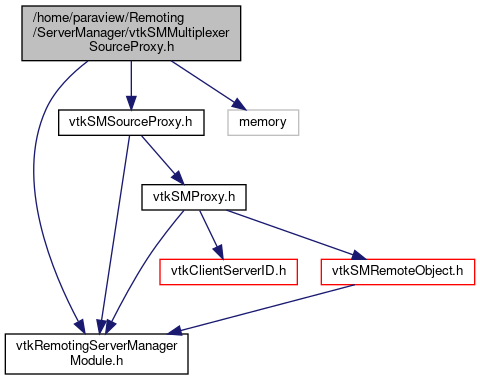 /home/paraview/Remoting
/ServerManager/vtkSMMultiplexer
SourceProxy.h
vtkSMSourceProxy.h
memory
vtkSMProxy.h
vtkClientServerID.h
vtkSMRemoteObject.h
vtkRemotingServerManager
Module.h